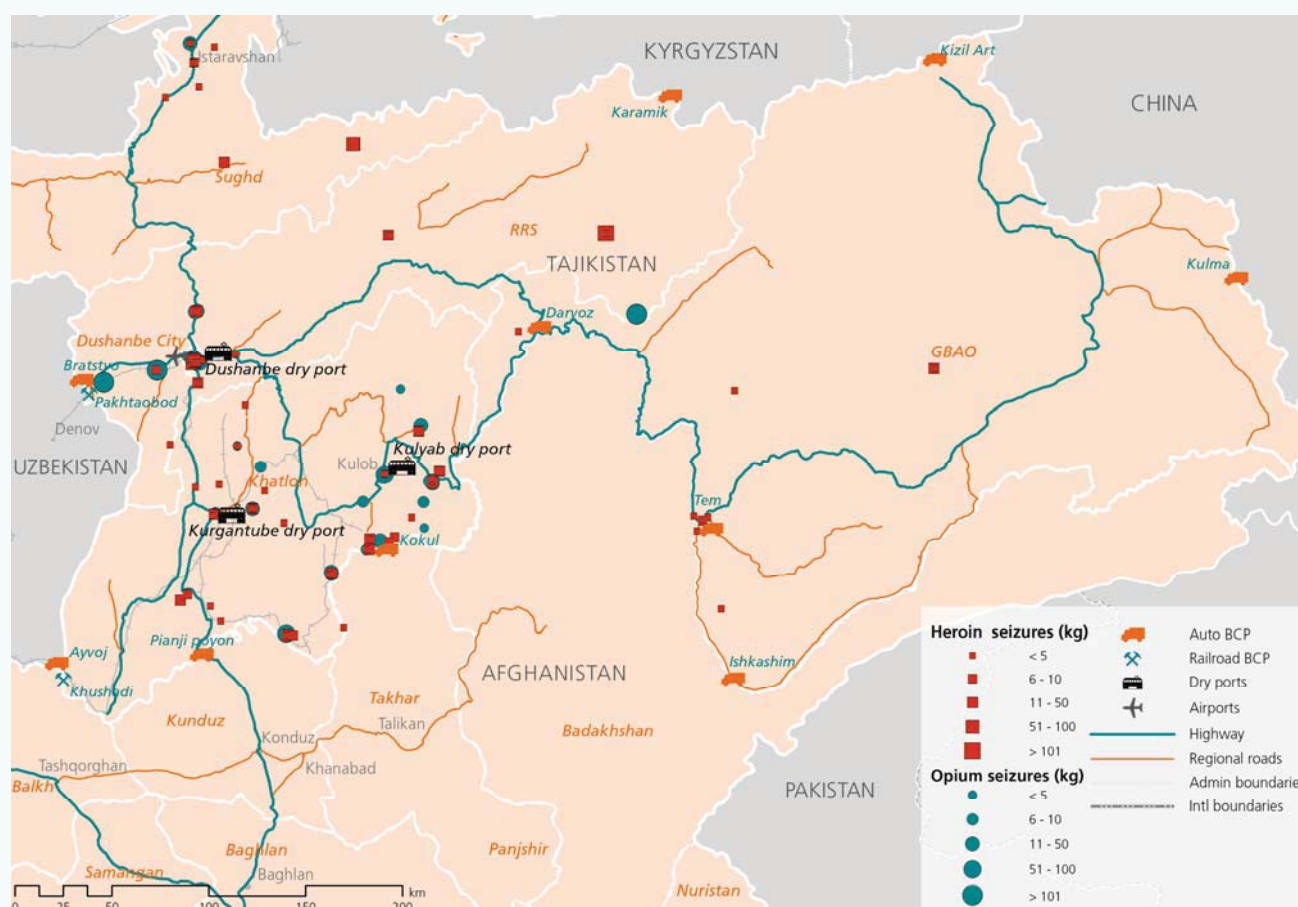 KYRGYZSTAN
Kizil Art
CHINA
Istaravshan
Karamik
Sughd
RRS
TAJIKISTAN
Kulma
Darvoz
Dushanbe City
Dushanbe dry port
GBAO
Bratstvo
Pakhtaobod
Denov
UZBEKISTAN
Kulob
Kulyab dry port
Khatlon
Kurgantube dry port
Tem
Kokul
Pianji poyon
Ayvoj
Khushadi
AFGHANISTAN
Ishkashim
Takhar
Kunduz
Talikan
Badakhshan
Konduz
Tashqorghan
Khanabad
Balkh
PAKISTAN
Baghlan
Panjshir
Samangan
Baghlan
Nuristan
0 25 50 100 150 200 km
Heroin seizures (kg)
< 5
6 - 10
11 - 50
51 - 100
> 101
Opium seizures (kg)
< 5
6 - 10
11 - 50
51 - 100
> 101
Auto BCP
Railroad BCP
Dry ports
Airports
Highway
Regional roads
Admin boundarie
Intl boundaries